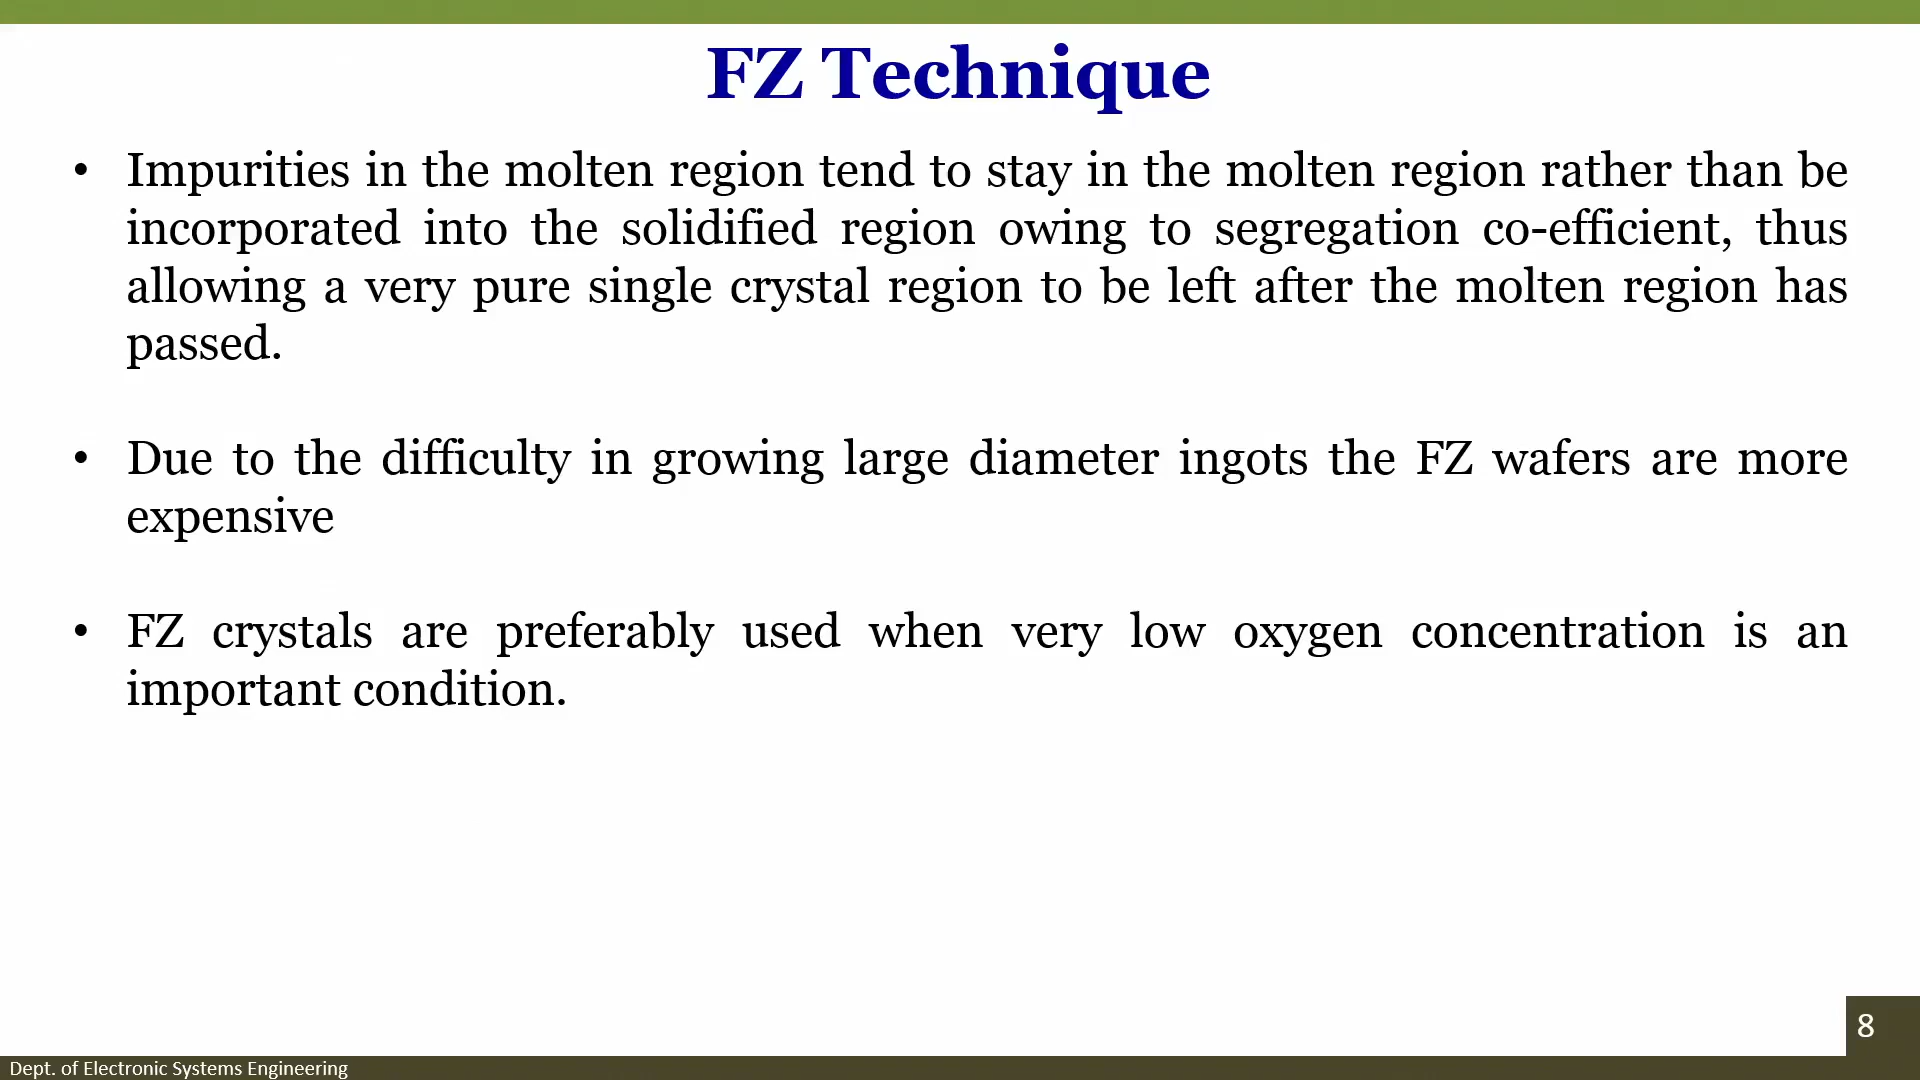 FZ Technique
• Impurities in the molten region tend to stay in the molten region rather than be
incorporated into the solidified region owing to segregation co-efficient, thus
allowing a very pure single crystal region to be left after the molten region has
passed.
• Due to the difficulty in growing large diameter ingots the FZ wafers are more
expensive
• FZ crystals are preferably used when very low oxygen concentration is an
important condition.
8
Dept. of Electronic Systems Engineering